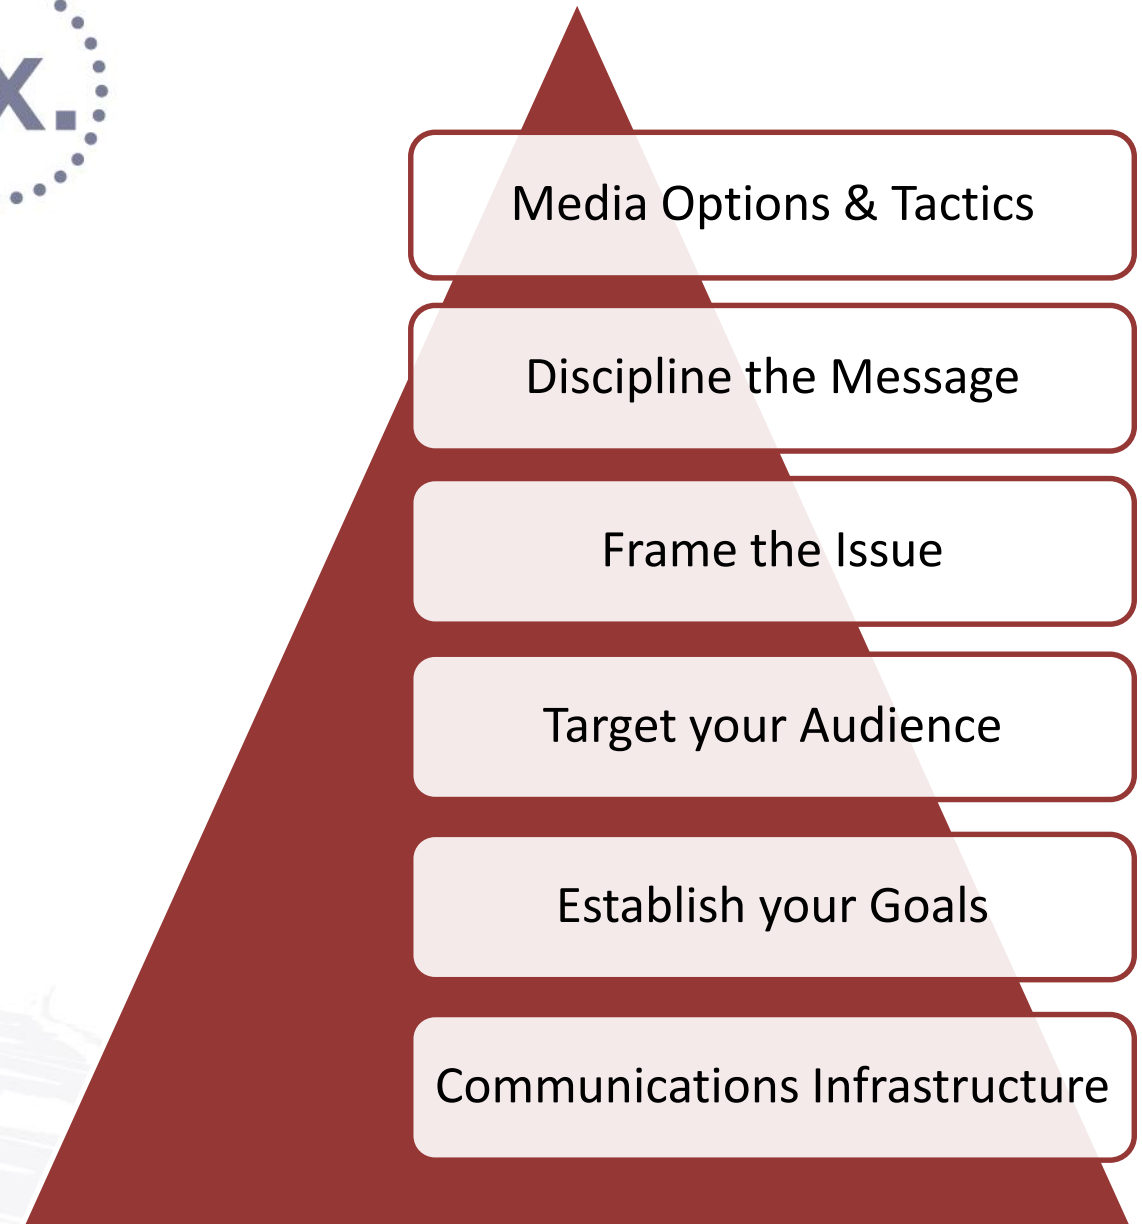 x.
Media Options & Tactics
Discipline the Message
Frame the Issue
Target your Audience
Establish your Goals
Communications Infrastructure